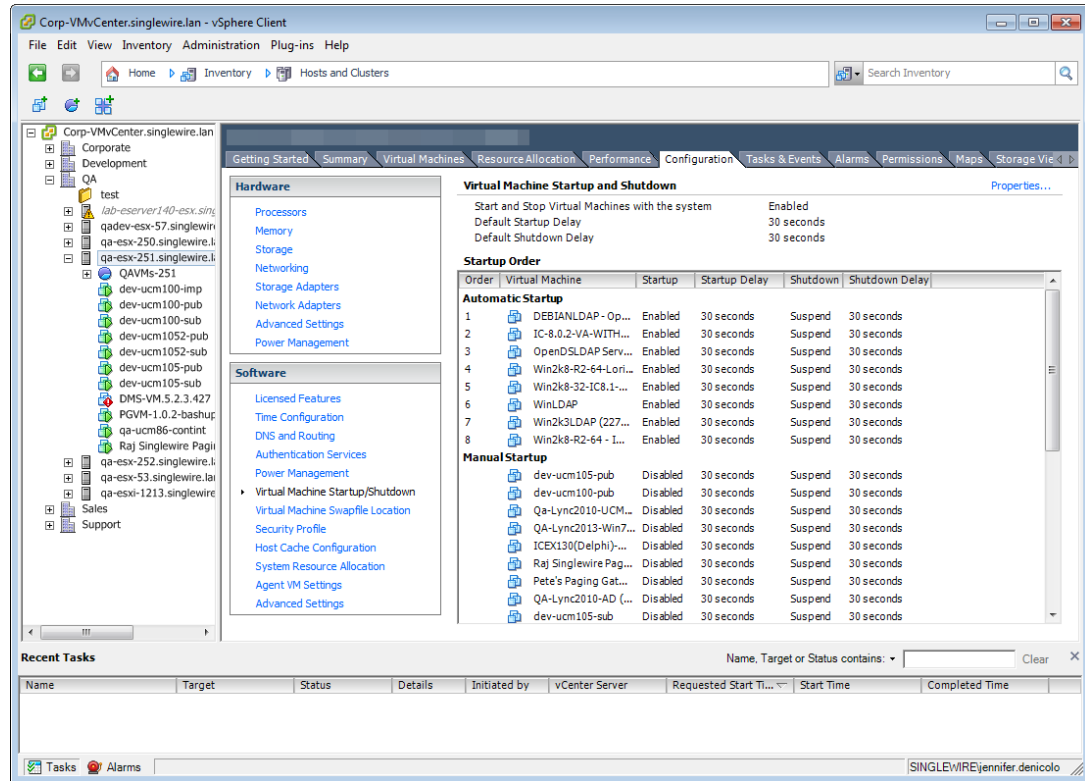 Corp-VMvCenter.singlewire.lan - vSphere Client
File Edit View Inventory Administration Plug-ins Help
Home Inventory Hosts and Clusters Search Inventory
Corp-VMvCenter.singlewire.lan
Corporate
Development
QA
test
lab-eserver140-esx.sing
qadev-esx-57.singlewir
qa-esx-250.singlewire.l
qa-esx-251.singlewire.l
QAVMs-251
dev-ucm100-imp
dev-ucm100-pub
dev-ucm100-sub
dev-ucm1052-pub
dev-ucm1052-sub
dev-ucm105-pub
dev-ucm105-sub
DMS-VM.5.2.3.427
PGVM-1.0.2-bashup
qa-ucm86-contint
Raj Singlewire Pagi
qa-esx-252.singlewire.l
qa-esx-53.singlewire.la
qa-esxi-1213.singlewire
Sales
Support
Getting Started Summary Virtual Machines Resource Allocation Performance Configuration Tasks & Events Alarms Permissions Maps Storage Vie
Hardware
Processors
Memory
Storage
Networking
Storage Adapters
Network Adapters
Advanced Settings
Power Management
Software
Licensed Features
Time Configuration
DNS and Routing
Authentication Services
Power Management
Virtual Machine Startup/Shutdown
Virtual Machine Swapfile Location
Security Profile
Host Cache Configuration
System Resource Allocation
Agent VM Settings
Advanced Settings
Virtual Machine Startup and Shutdown Properties...
Start and Stop Virtual Machines with the system Enabled
Default Startup Delay 30 seconds
Default Shutdown Delay 30 seconds
Startup Order
Order Virtual Machine Startup Startup Delay Shutdown Shutdown Delay
Automatic Startup
1 DEBIANLDAP - Op... Enabled 30 seconds Suspend 30 seconds
2 IC-8.0.2-VA-WITH... Enabled 30 seconds Suspend 30 seconds
3 OpenDSLDAP Serv... Enabled 30 seconds Suspend 30 seconds
4 Win2k8-R2-64-Lori... Enabled 30 seconds Suspend 30 seconds
5 Win2k8-32-IC8.1-... Enabled 30 seconds Suspend 30 seconds
6 WinLDAP Enabled 30 seconds Suspend 30 seconds
7 Win2k3LDAP (227... Enabled 30 seconds Suspend 30 seconds
8 Win2k8-R2-64 - I... Enabled 30 seconds Suspend 30 seconds
Manual Startup
dev-ucm105-pub Disabled 30 seconds Suspend 30 seconds
dev-ucm100-pub Disabled 30 seconds Suspend 30 seconds
Qa-Lync2010-UCM... Disabled 30 seconds Suspend 30 seconds
QA-Lync2013-Win7... Disabled 30 seconds Suspend 30 seconds
ICEX130(Delphi)-... Disabled 30 seconds Suspend 30 seconds
Raj Singlewire Pag... Disabled 30 seconds Suspend 30 seconds
Pete's Paging Gat... Disabled 30 seconds Suspend 30 seconds
QA-Lync2010-AD (... Disabled 30 seconds Suspend 30 seconds
dev-ucm105-sub Disabled 30 seconds Suspend 30 seconds
Recent Tasks Name, Target or Status contains: Clear
Name Target Status Details Initiated by vCenter Server Requested Start Ti... Start Time Completed Time
Tasks Alarms SINGLEWIRE\jennifer.denicolo